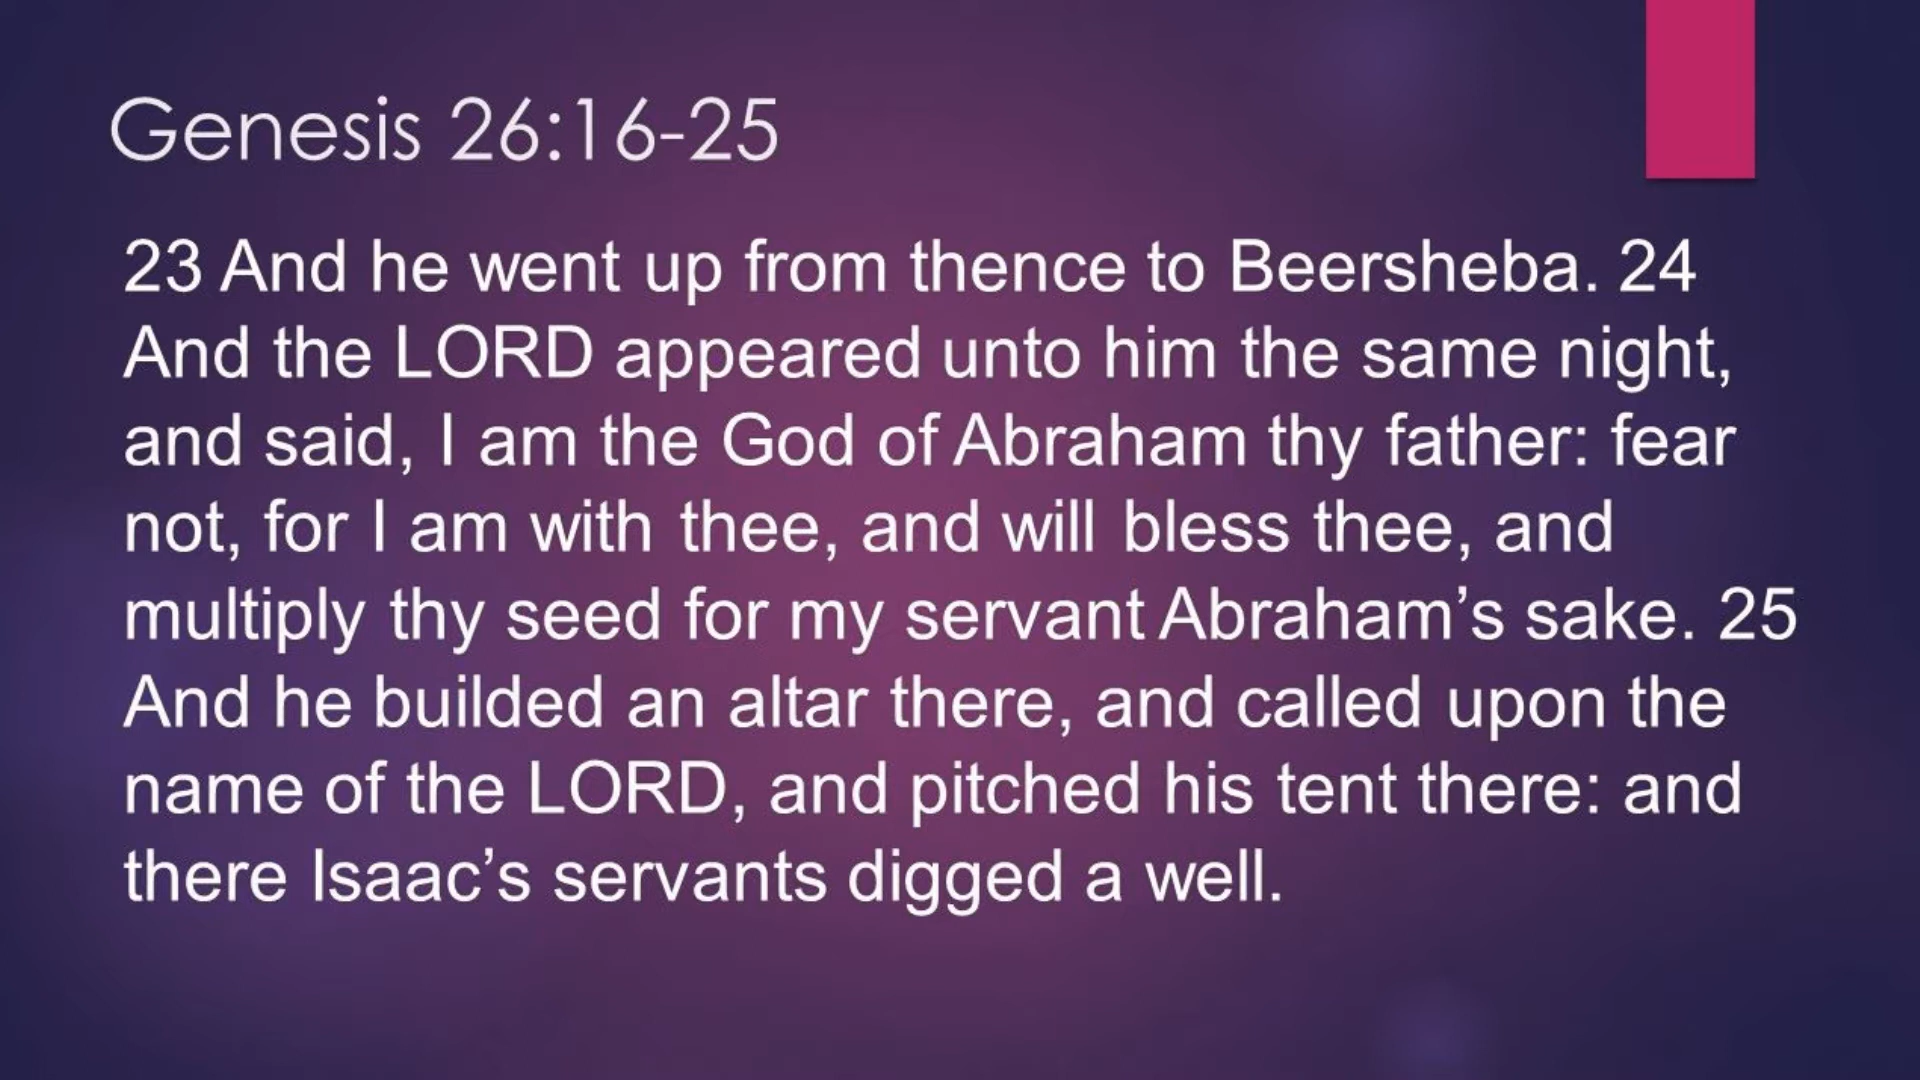 Genesis 26:16-25
23 And he went up from thence to Beersheba. 24
And the LORD appeared unto him the same night,
and said, I am the God of Abraham thy father: fear
not, for I am with thee, and will bless thee, and
multiply thy seed for my servant Abraham’s sake. 25
And he builded an altar there, and called upon the
name of the LORD, and pitched his tent there: and
there Isaac’s servants digged a well.